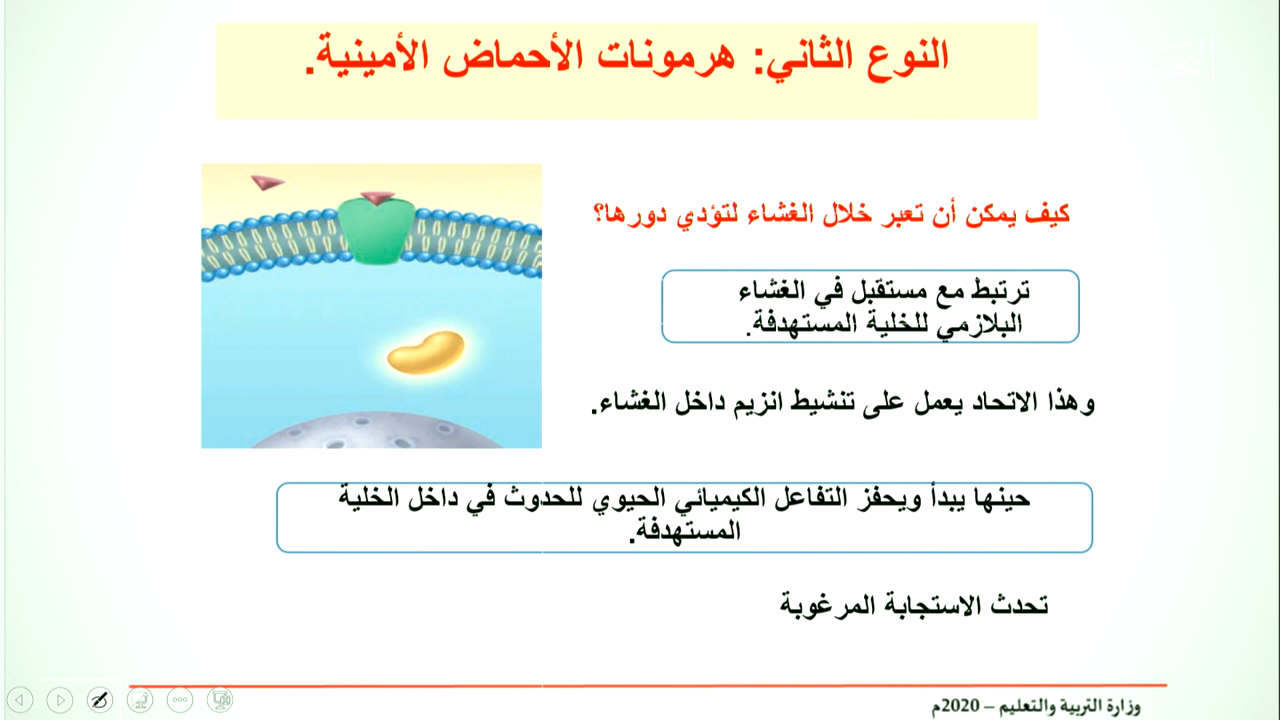 النوع الثاني: هرمونات الأحماض الأمينية.
كيف يمكن أن تعبر خلال الغشاء لتؤدي دورها؟
ترتبط مع مستقبل في الغشاء
البلازمي للخلية المستهدفة.
وهذا الاتحاد يعمل على تنشيط انزيم داخل الغشاء.
حينها يبدأ ويحفز التفاعل الكيميائي الحيوي للحدوث في داخل الخلية
المستهدفة.
تحدث الاستجابة المرغوبة
وزارة التربية والتعليم – 2020م